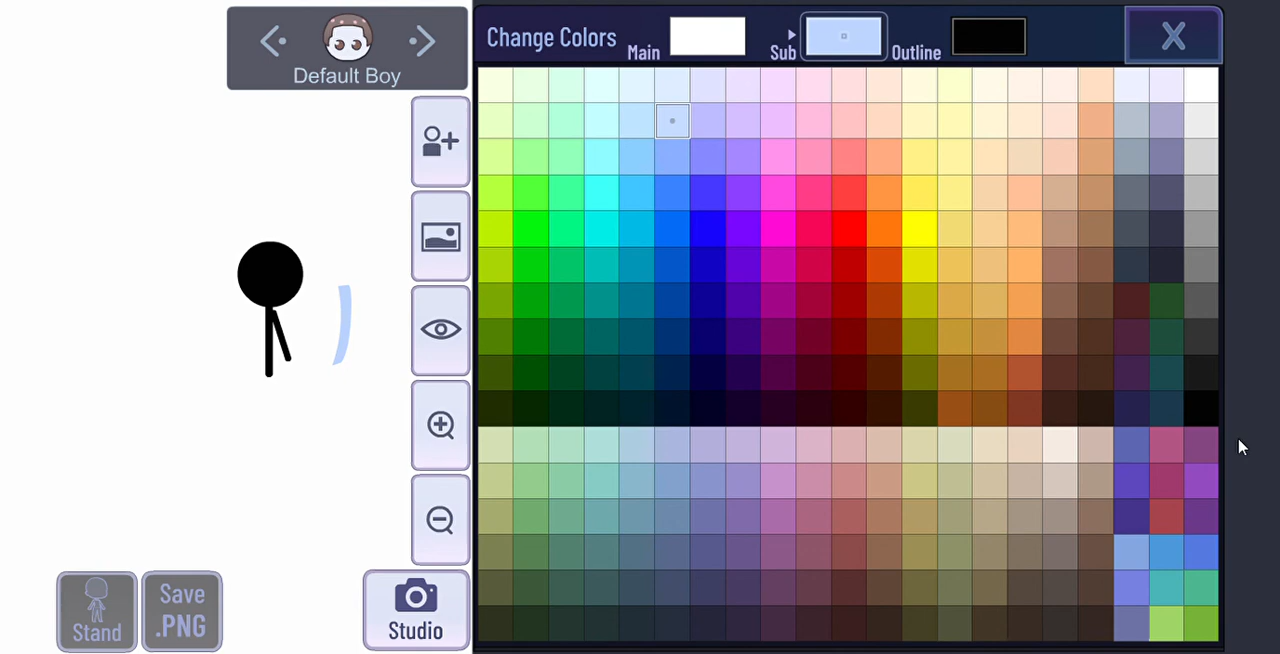 Default Boy
Change Colors
Main
Sub
Outline
X
Stand
Save
.PNG
Studio